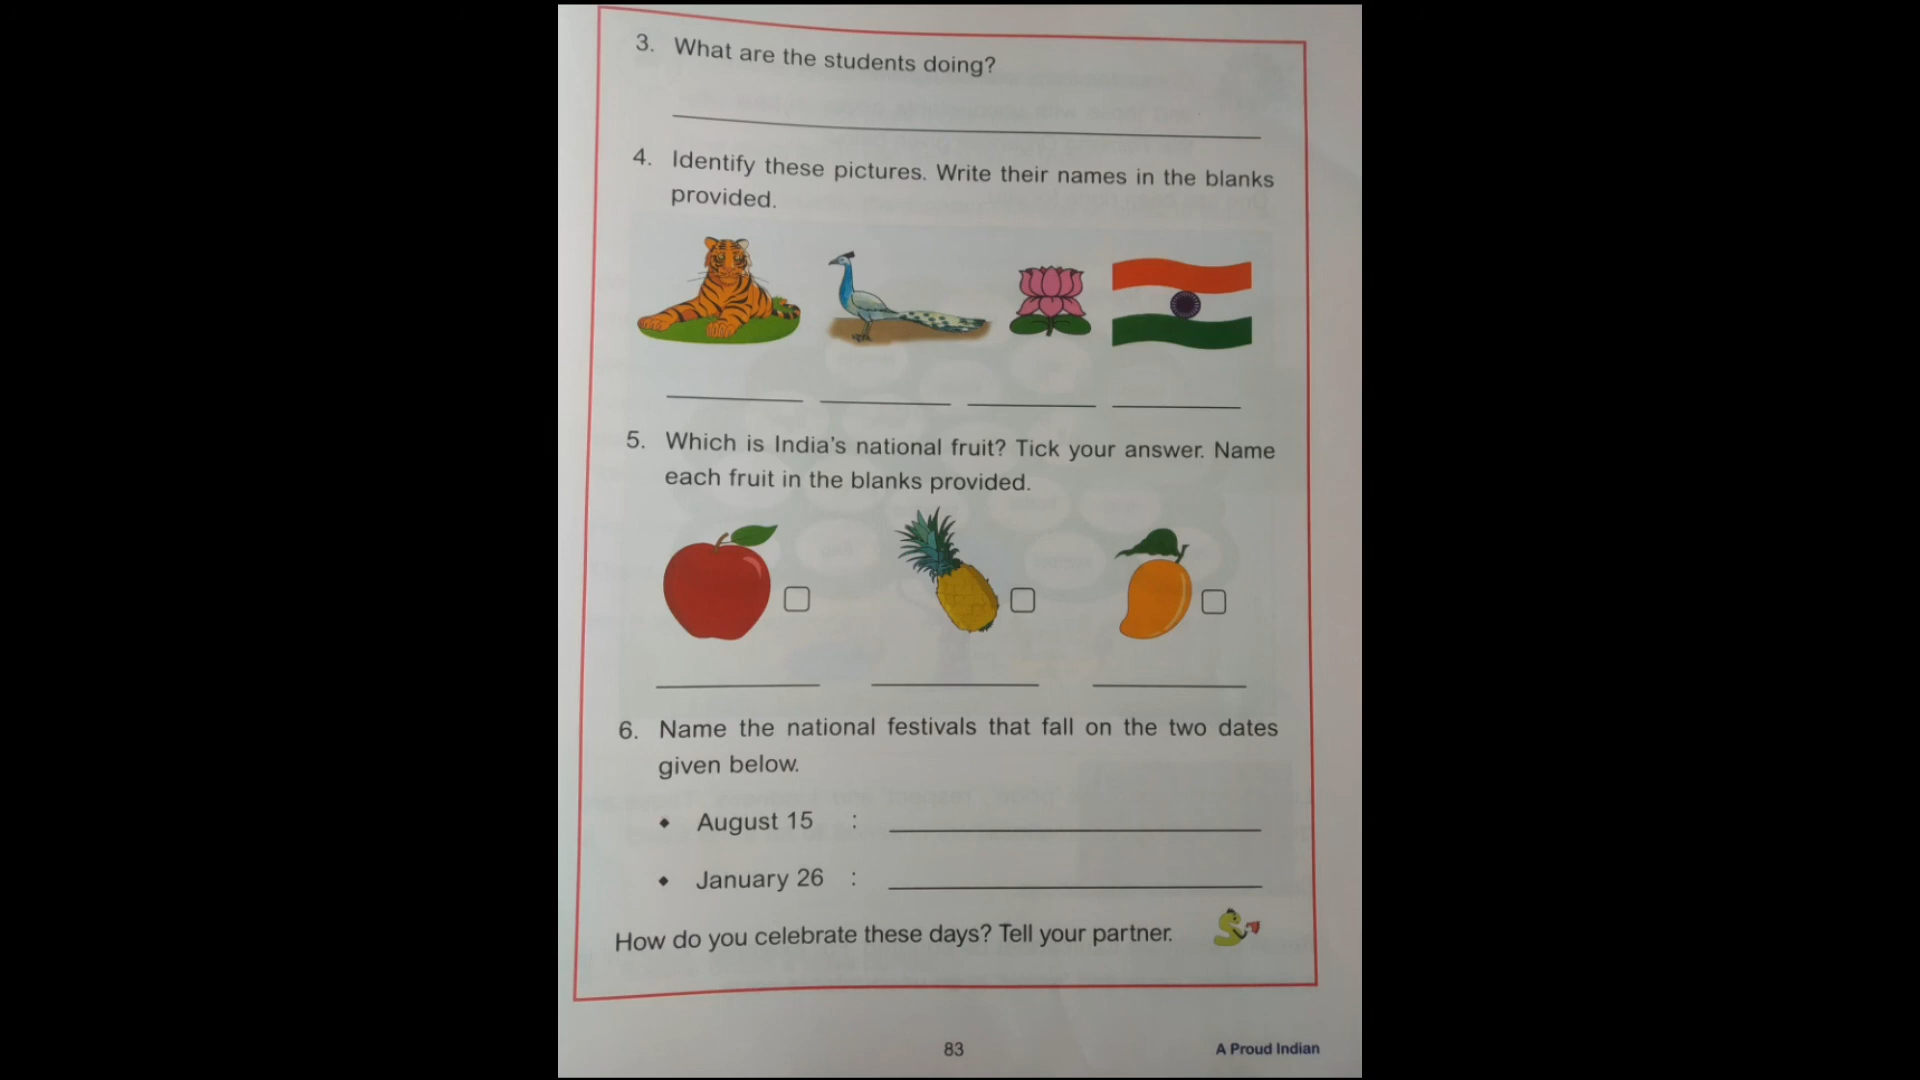 3. What are the students doing?
4. Identify these pictures. Write their names in the blanks
provided.
5. Which is India's national fruit? Tick your answer. Name
each fruit in the blanks provided.
6. Name the national festivals that fall on the two dates
given below.
◆ August 15 :
◆ January 26 :
How do you celebrate these days? Tell your partner.
83
A Proud Indian